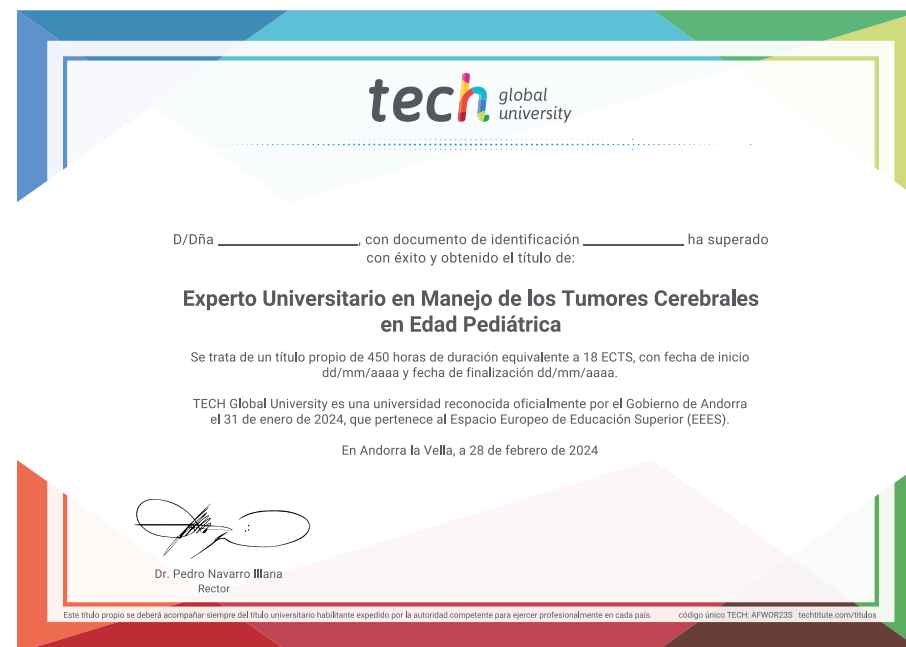 tech global
university
D/Dña ______________, con documento de identificación ______________ ha superado
con éxito y obtenido el título de:
Experto Universitario en Manejo de los Tumores Cerebrales
en Edad Pediátrica
Se trata de un título propio de 450 horas de duración equivalente a 18 ECTS, con fecha de inicio
dd/mm/aaaa y fecha de finalización dd/mm/aaaa.
TECH Global University es una universidad reconocida oficialmente por el Gobierno de Andorra
el 31 de enero de 2024, que pertenece al Espacio Europeo de Educación Superior (EEES).
En Andorra la Vella, a 28 de febrero de 2024
Dr. Pedro Navarro Illana
Rector
Este título propio se deberá acompañar siempre del título universitario habilitante expedido por la autoridad competente para ejercer profesionalmente en cada país. código único TECH: AFWOR23S techtitute.com/titulos